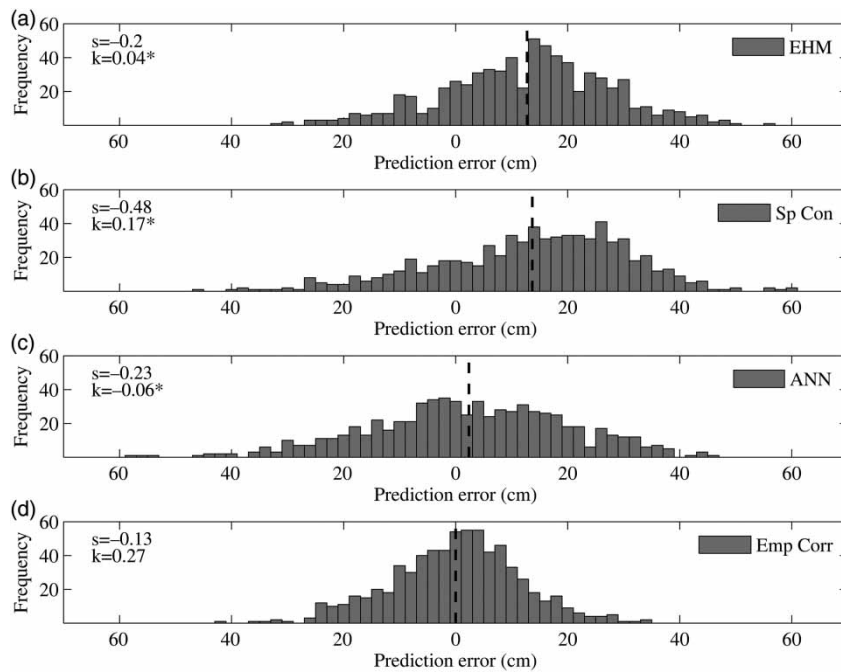 (a)
60
40
20
Frequency
s=–0.2
k=0.04*
EHM
60 40 20 0 20 40 60
Prediction error (cm)
(b)
60
40
20
Frequency
s=–0.48
k=0.17*
Sp Con
60 40 20 0 20 40 60
Prediction error (cm)
(c)
60
40
20
Frequency
s=–0.23
k=–0.06*
ANN
60 40 20 0 20 40 60
Prediction error (cm)
(d)
60
40
20
Frequency
s=–0.13
k=0.27
Emp Corr
60 40 20 0 20 40 60
Prediction error (cm)